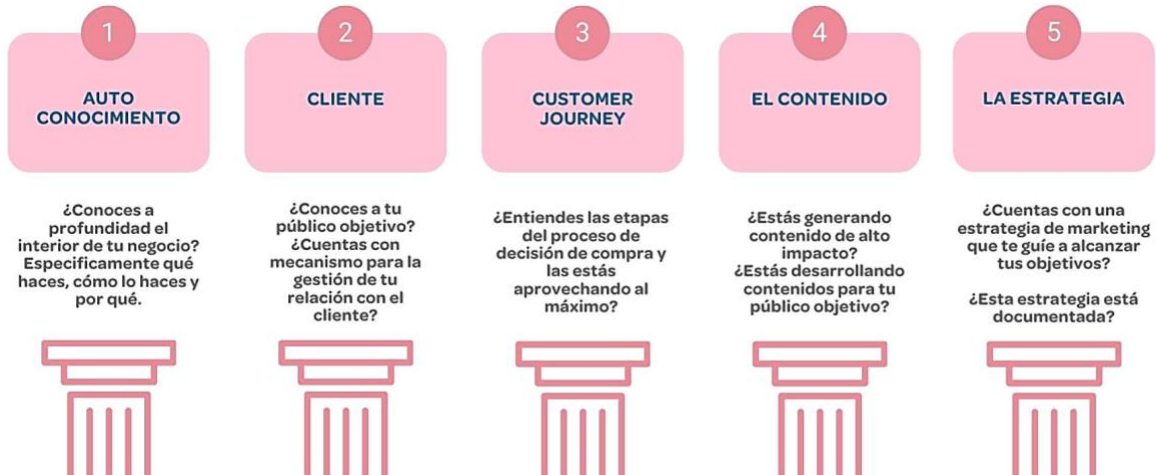 1
AUTO
CONOCIMIENTO
¿Conoces a
profundidad el
interior de tu negocio?
Especificamente qué
haces, cómo lo haces y
por qué.
2
CLIENTE
¿Conoces a tu
público objetivo?
¿Cuentas con
mecanismo para la
gestión de tu
relación con el
cliente?
3
CUSTOMER
JOURNEY
¿Entiendes las etapas
del proceso de
decisión de compra y
las estás
aprovechando al
máximo?
4
EL CONTENIDO
¿Estás generando
contenido de alto
impacto?
¿Estás desarrollando
contenidos para tu
público objetivo?
5
LA ESTRATEGIA
¿Cuentas con una
estrategia de marketing
que te guíe a alcanzar
tus objetivos?
¿Esta estrategia está
documentada?